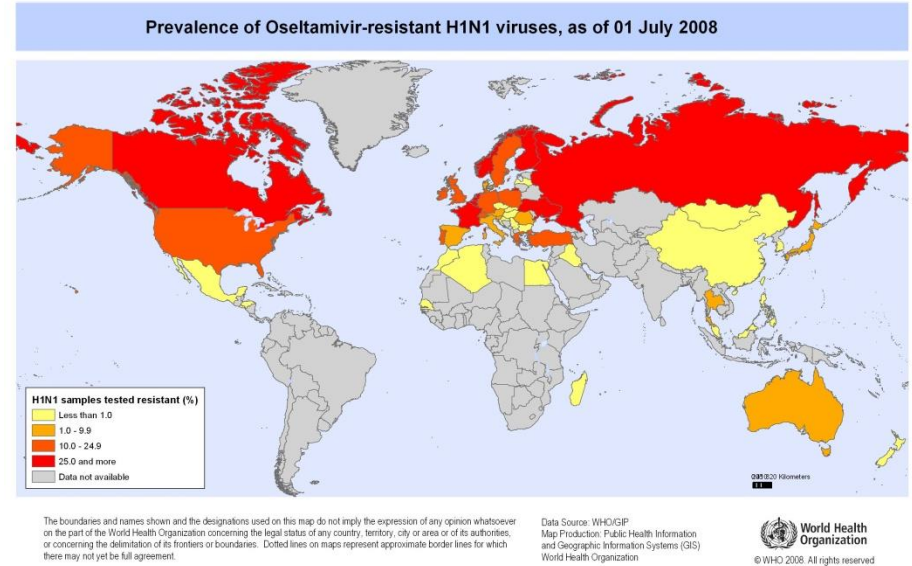 Prevalence of Oseltamivir-resistant H1N1 viruses, as of 01 July 2008
H1N1 samples tested resistant (%)
Less than 1.0
1.0 - 9.9
10.0 - 24.9
25.0 and more
Data not available
Kilometers
The boundaries and names shown and the designations used on this map do not imply the expression of any opinion whatsoever
on the part of the World Health Organization concerning the legal status of any country, territory, city or area or of its authorities,
or concerning the delimitation of its frontiers or boundaries. Dotted lines on maps represent approximate border lines for which
there may not yet be full agreement.
Data Source: WHO/GIP
Map Production: Public Health Information
and Geographic Information Systems (GIS)
World Health Organization
World Health
Organization
© WHO 2008. All rights reserved